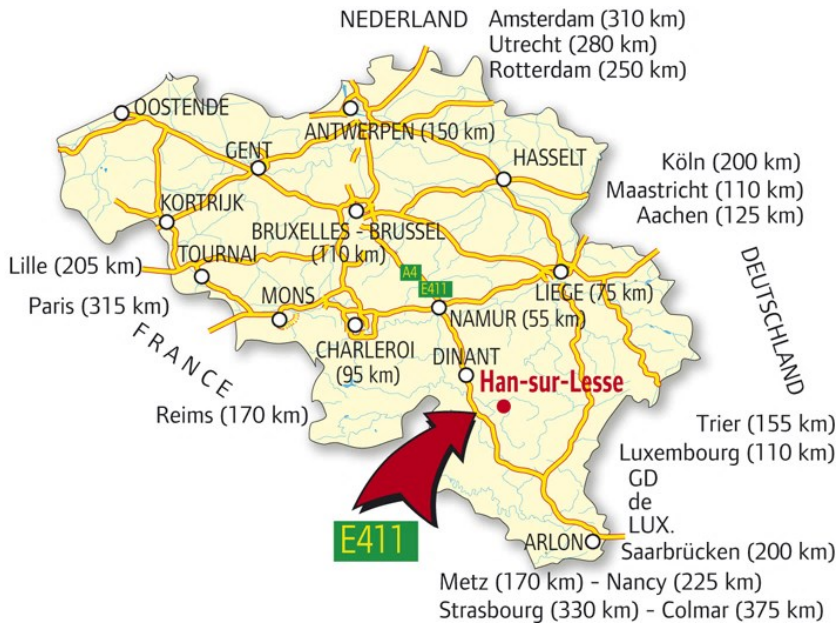 NEDERLAND
Amsterdam (310 km)
Utrecht (280 km)
Rotterdam (250 km)
OOSTENDE
ANTWERPEN (150 km)
GENT
HASSELT
Köln (200 km)
Maastricht (110 km)
Aachen (125 km)
KORTRIJK
BRUXELLES - BRUSSEL
(110 km)
TOURNAI
Lille (205 km)
DEUTSCHLAND
A4
E411
LIEGE (75 km)
Paris (315 km)
MONS
NAMUR (55 km)
FRANCE
CHARLEROI
(95 km)
DINANT
Han-sur-Lesse
Reims (170 km)
Trier (155 km)
Luxembourg (110 km)
GD
de
LUX.
E411
ARLON
Saarbrücken (200 km)
Metz (170 km) - Nancy (225 km)
Strasbourg (330 km) - Colmar (375 km)